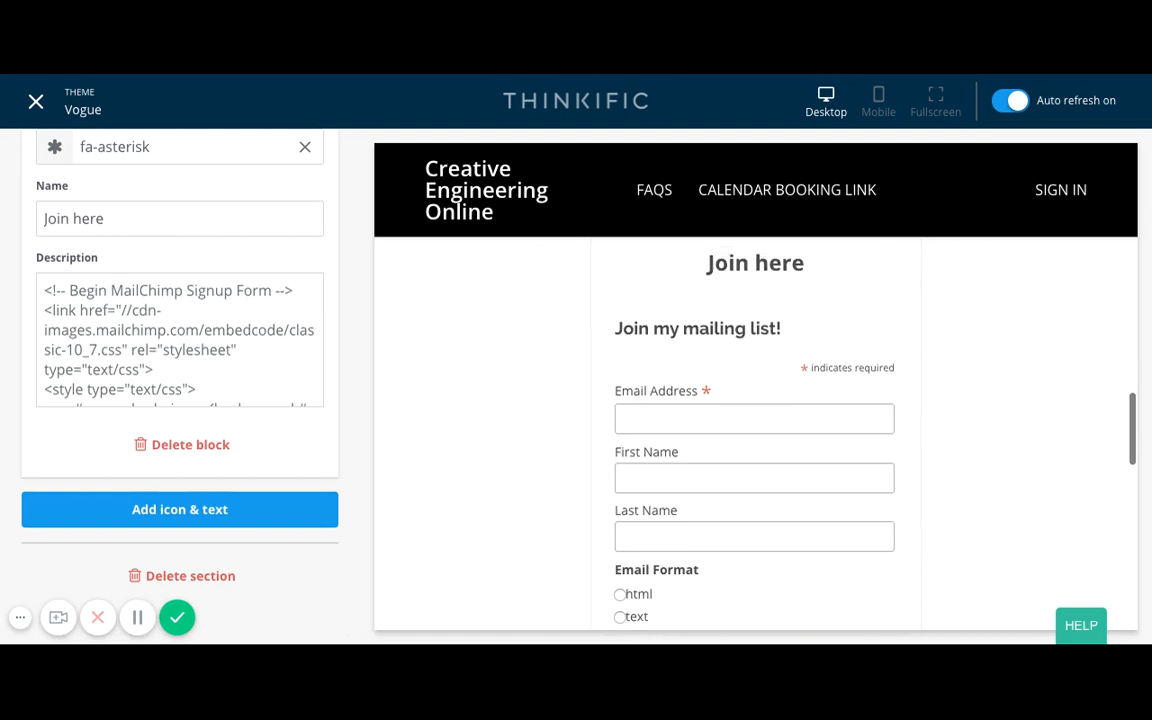 THEME
Vogue
THINKIFIC
Desktop
Mobile
Fullscreen
Auto refresh on
fa-asterisk
Name
Join here
Description
<!-- Begin MailChimp Signup Form -->
<link href="//cdn-
images.mailchimp.com/embedcode/clas
sic-10_7.css" rel="stylesheet"
type="text/css">
<style type="text/css">
Delete block
Add icon & text
Delete section
Creative
Engineering
Online
FAQS
CALENDAR BOOKING LINK
SIGN IN
Join here
Join my mailing list!
* indicates required
Email Address *
First Name
Last Name
Email Format
html
text
HELP